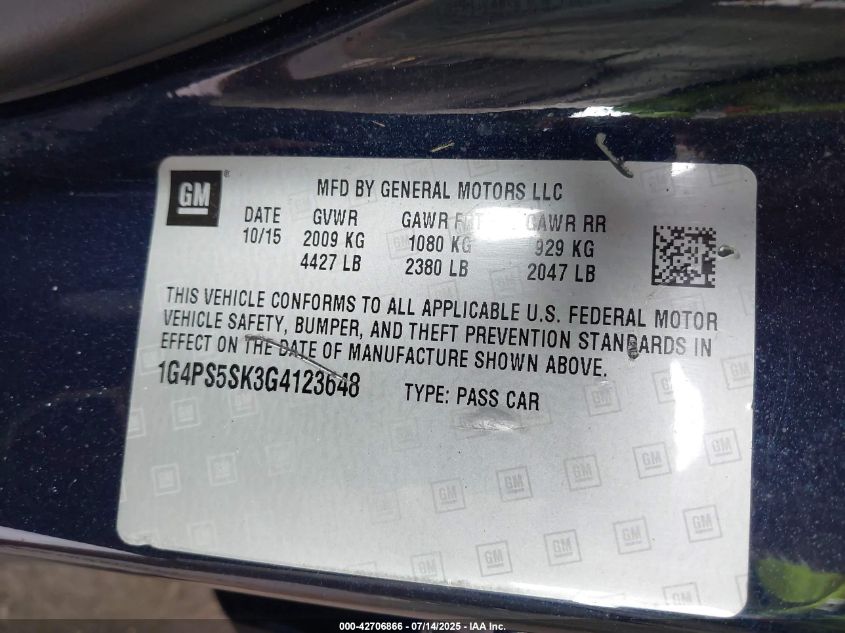 GM ®
MFD BY GENERAL MOTORS LLC
DATE GVWR GAWR F T GAWR RR
10/15 2009 KG 1080 KG 929 KG
4427 LB 2380 LB 2047 LB
THIS VEHICLE CONFORMS TO ALL APPLICABLE U.S. FEDERAL MOTOR
VEHICLE SAFETY, BUMPER, AND THEFT PREVENTION STANDARDS IN
EFFECT ON THE DATE OF MANUFACTURE SHOWN ABOVE.
1G4PS5SK3G4123648 TYPE: PASS CAR
000-42706866 - 07/14/2025 - IAA Inc.